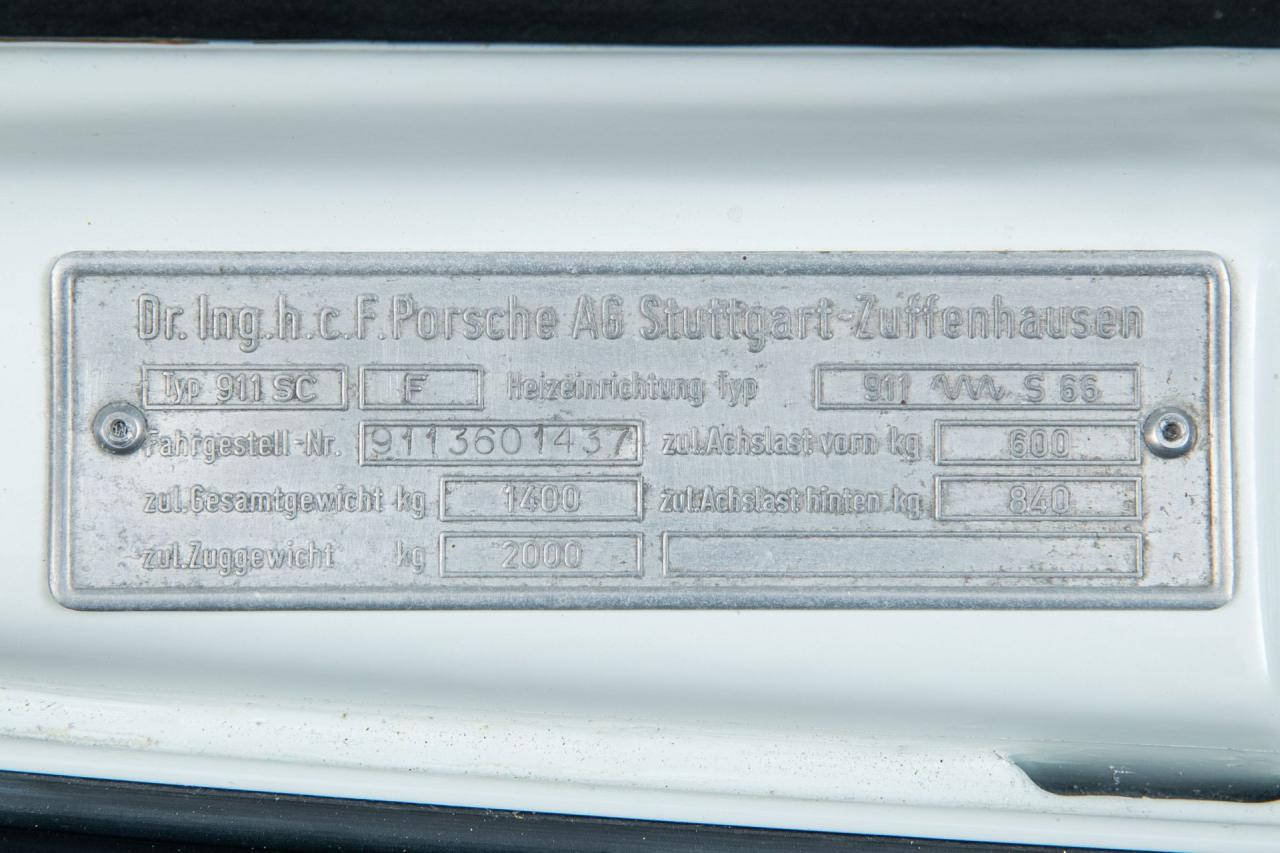 Dr. Ing. h. c. F. Porsche AG Stuttgart-Zuffenhausen
Typ 911 SC F Heizeinrichtung Typ 911 S 66
Fahrgestell-Nr. 9113601437 zul. Achslast vorn kg 600
zul. Gesamtgewicht kg 1400 zul. Achslast hinten kg 840
zul. Zuggewicht kg 2000